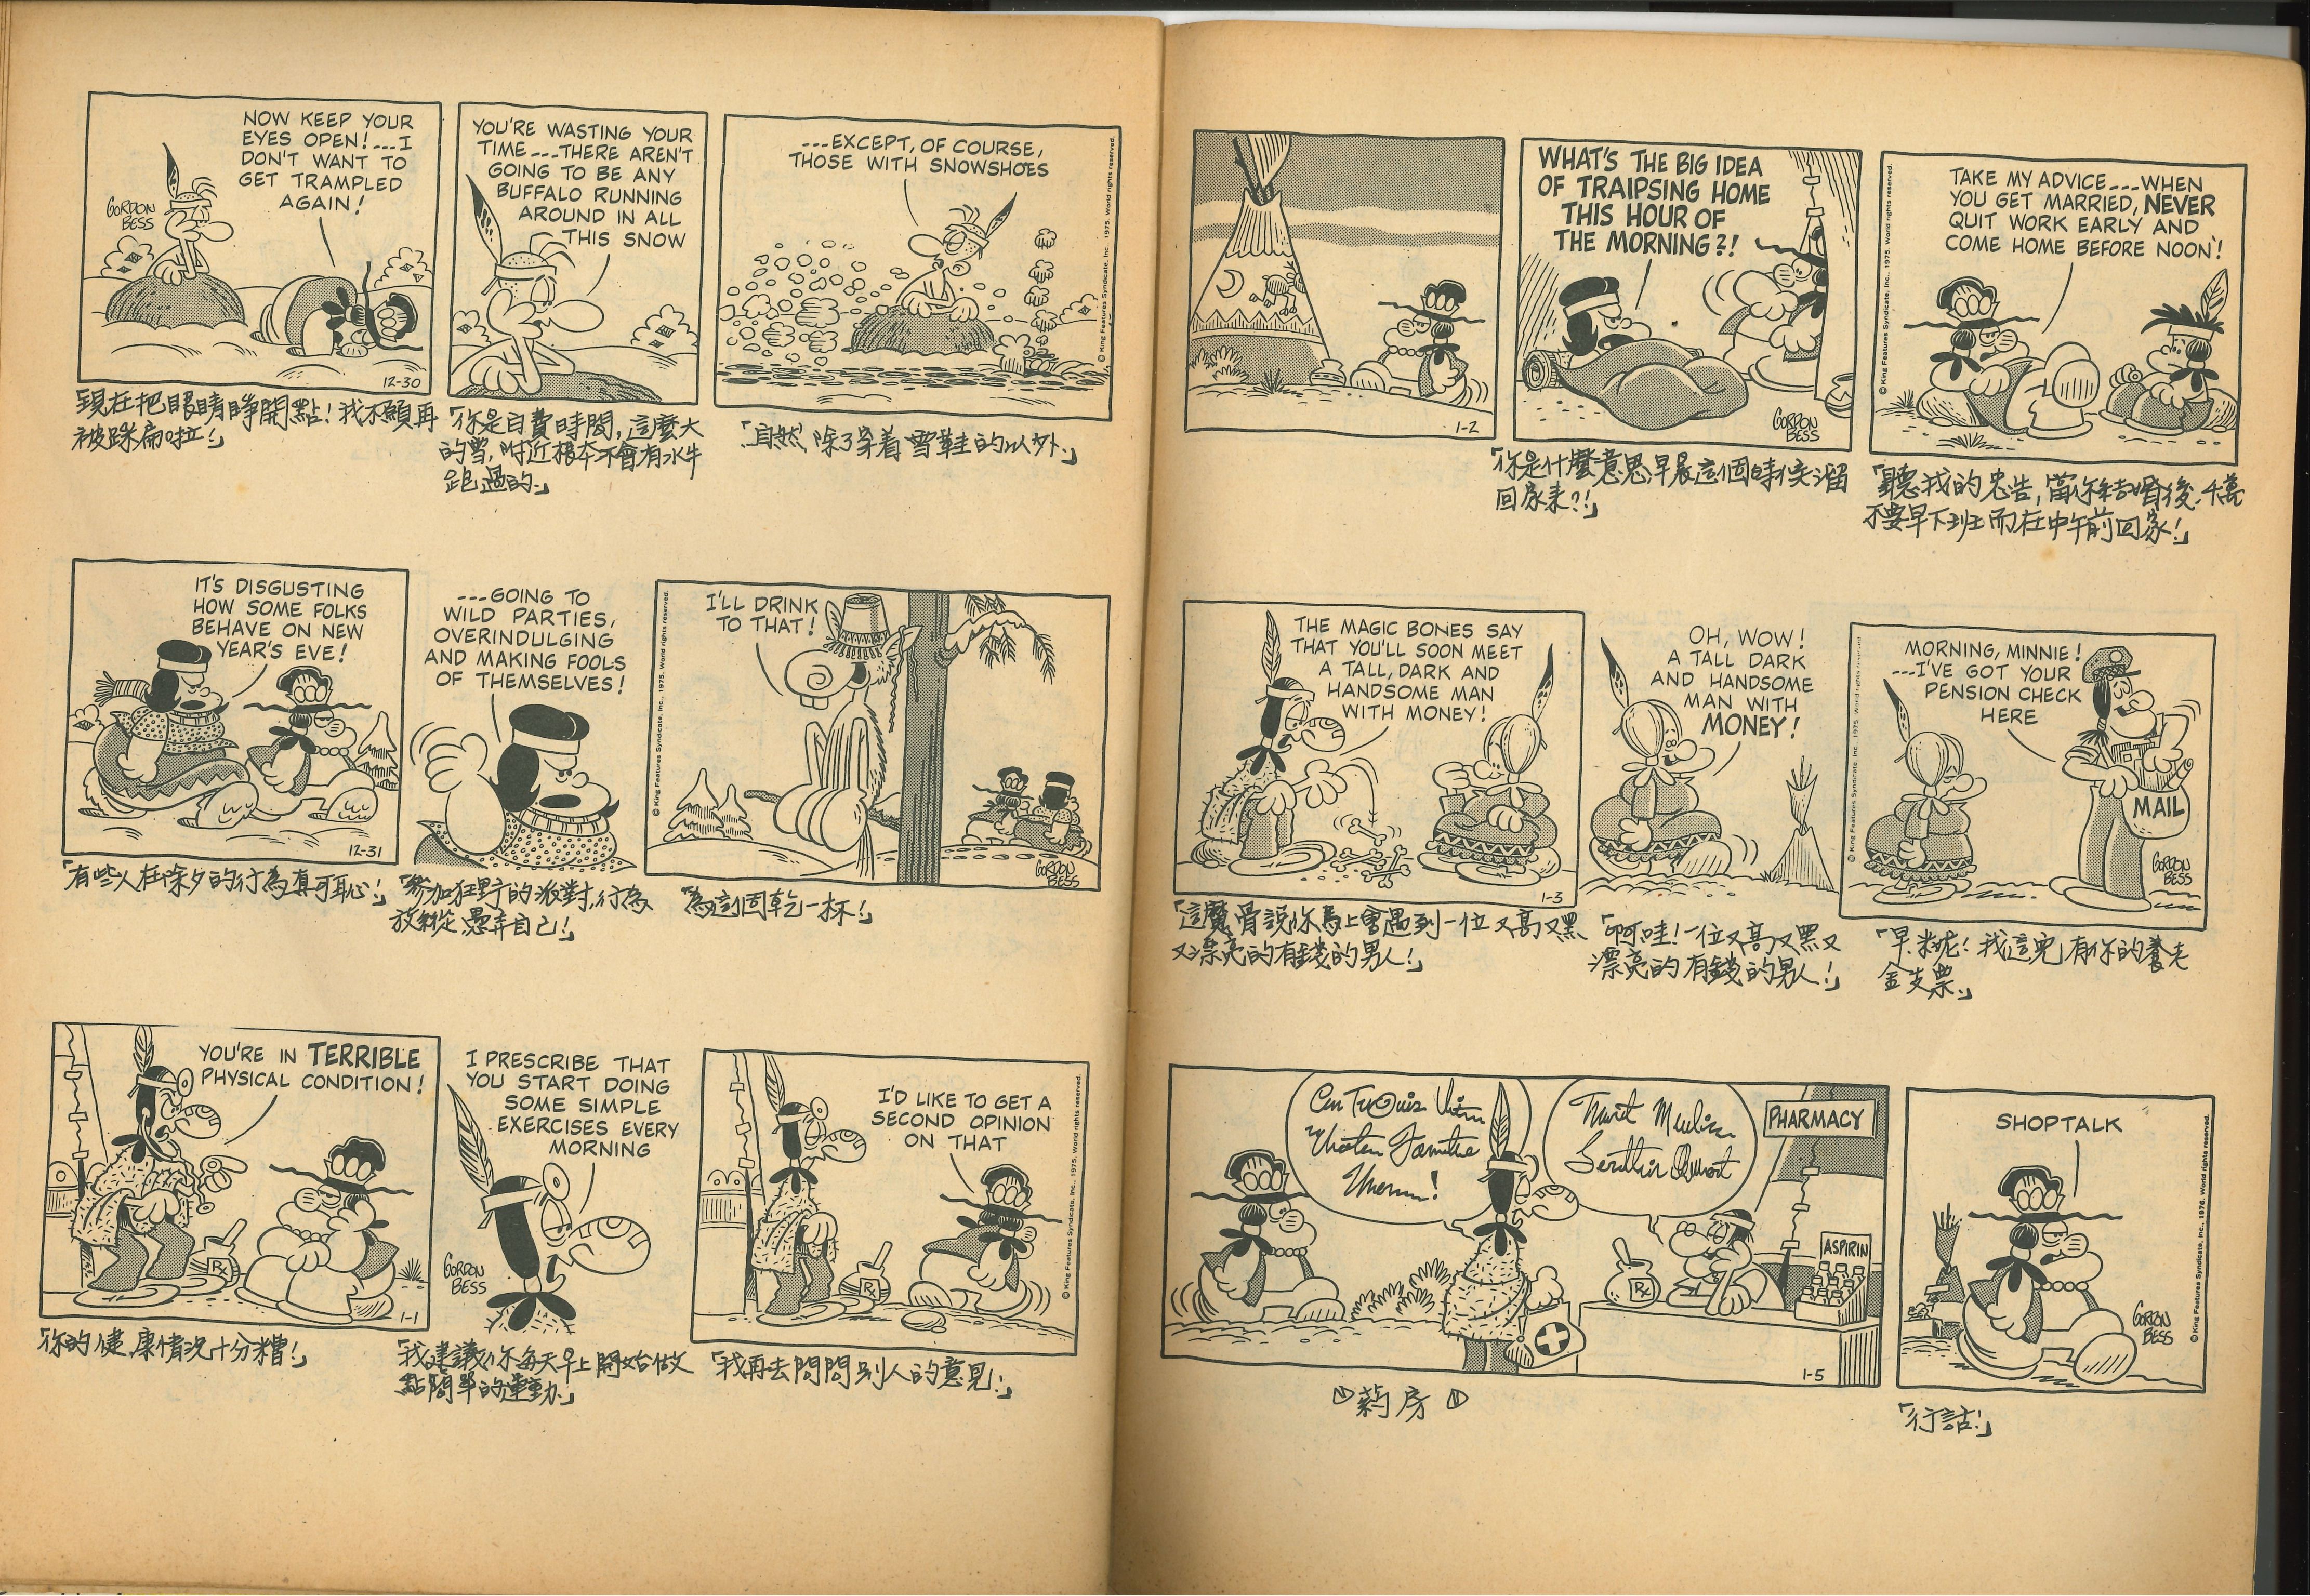 NOW KEEP YOUR
EYES OPEN!...I
DON'T WANT TO
GET TRAMPLED
AGAIN!
GORDON
BESS
12-30
「現在把眼睛睜開點!我不願再
被踩扁啦!」
YOU'RE WASTING YOUR
TIME...THERE AREN'T
GOING TO BE ANY
BUFFALO RUNNING
AROUND IN ALL
THIS SNOW
「你是自費時間,這麼大
的雪,附近根本不會有水牛
跑過的.」
...EXCEPT, OF COURSE,
THOSE WITH SNOWSHOES
© King Features Syndicate, Inc. 1975. World rights reserved.
「自然,除了穿着雪鞋的以外.」
IT'S DISGUSTING
HOW SOME FOLKS
BEHAVE ON NEW
YEAR'S EVE!
12-31
「有些人在除夕的行為真可恥!」
...GOING TO
WILD PARTIES,
OVERINDULGING
AND MAKING FOOLS
OF THEMSELVES!
「參加狂野的派對,行為
放縱,愚弄自己!」
I'LL DRINK
TO THAT!
© King Features Syndicate, Inc. 1975. World rights reserved.
GORDON
BESS
「為這個乾一杯!」
YOU'RE IN TERRIBLE
PHYSICAL CONDITION!
Rx
1-1
「你的健康情況十分糟!」
I PRESCRIBE THAT
YOU START DOING
SOME SIMPLE
EXERCISES EVERY
MORNING
GORDON
BESS
「我建議你每天早上開始做
點簡單的運動.」
I'D LIKE TO GET A
SECOND OPINION
ON THAT
Rx
© King Features Syndicate, Inc., 1975. World rights reserved.
「我再去問問別人的意見.」
1-2
WHAT'S THE BIG IDEA
OF TRAIPSING HOME
THIS HOUR OF
THE MORNING?!
GORDON
BESS
「你是什麼意思,早晨這個時候溜
回家來?!」
© King Features Syndicate, Inc., 1975. World rights reserved.
TAKE MY ADVICE...WHEN
YOU GET MARRIED, NEVER
QUIT WORK EARLY AND
COME HOME BEFORE NOON!
「聽我的忠告,當你結婚後,千萬
不要早下班而在中午前回家!」
THE MAGIC BONES SAY
THAT YOU'LL SOON MEET
A TALL, DARK AND
HANDSOME MAN
WITH MONEY!
1-3
「這魔骨說你馬上會遇到一位又高又黑
又漂亮的有錢的男人!」
OH, WOW!
A TALL DARK
AND HANDSOME
MAN WITH
MONEY!
「啊哇!一位又高又黑又
漂亮的有錢的男人!」
MORNING, MINNIE!
...I'VE GOT YOUR
PENSION CHECK
HERE
MAIL
© King Features Syndicate, Inc., 1975. World rights reserved
GORDON
BESS
「早,米妮!我這兒有你的養老
金支票.」
PHARMACY
ASPIRIN
Rx
1-5
藥房
SHOPTALK
GORDON
BESS
© King Features Syndicate, Inc., 1976. World rights reserved.
「行話!」